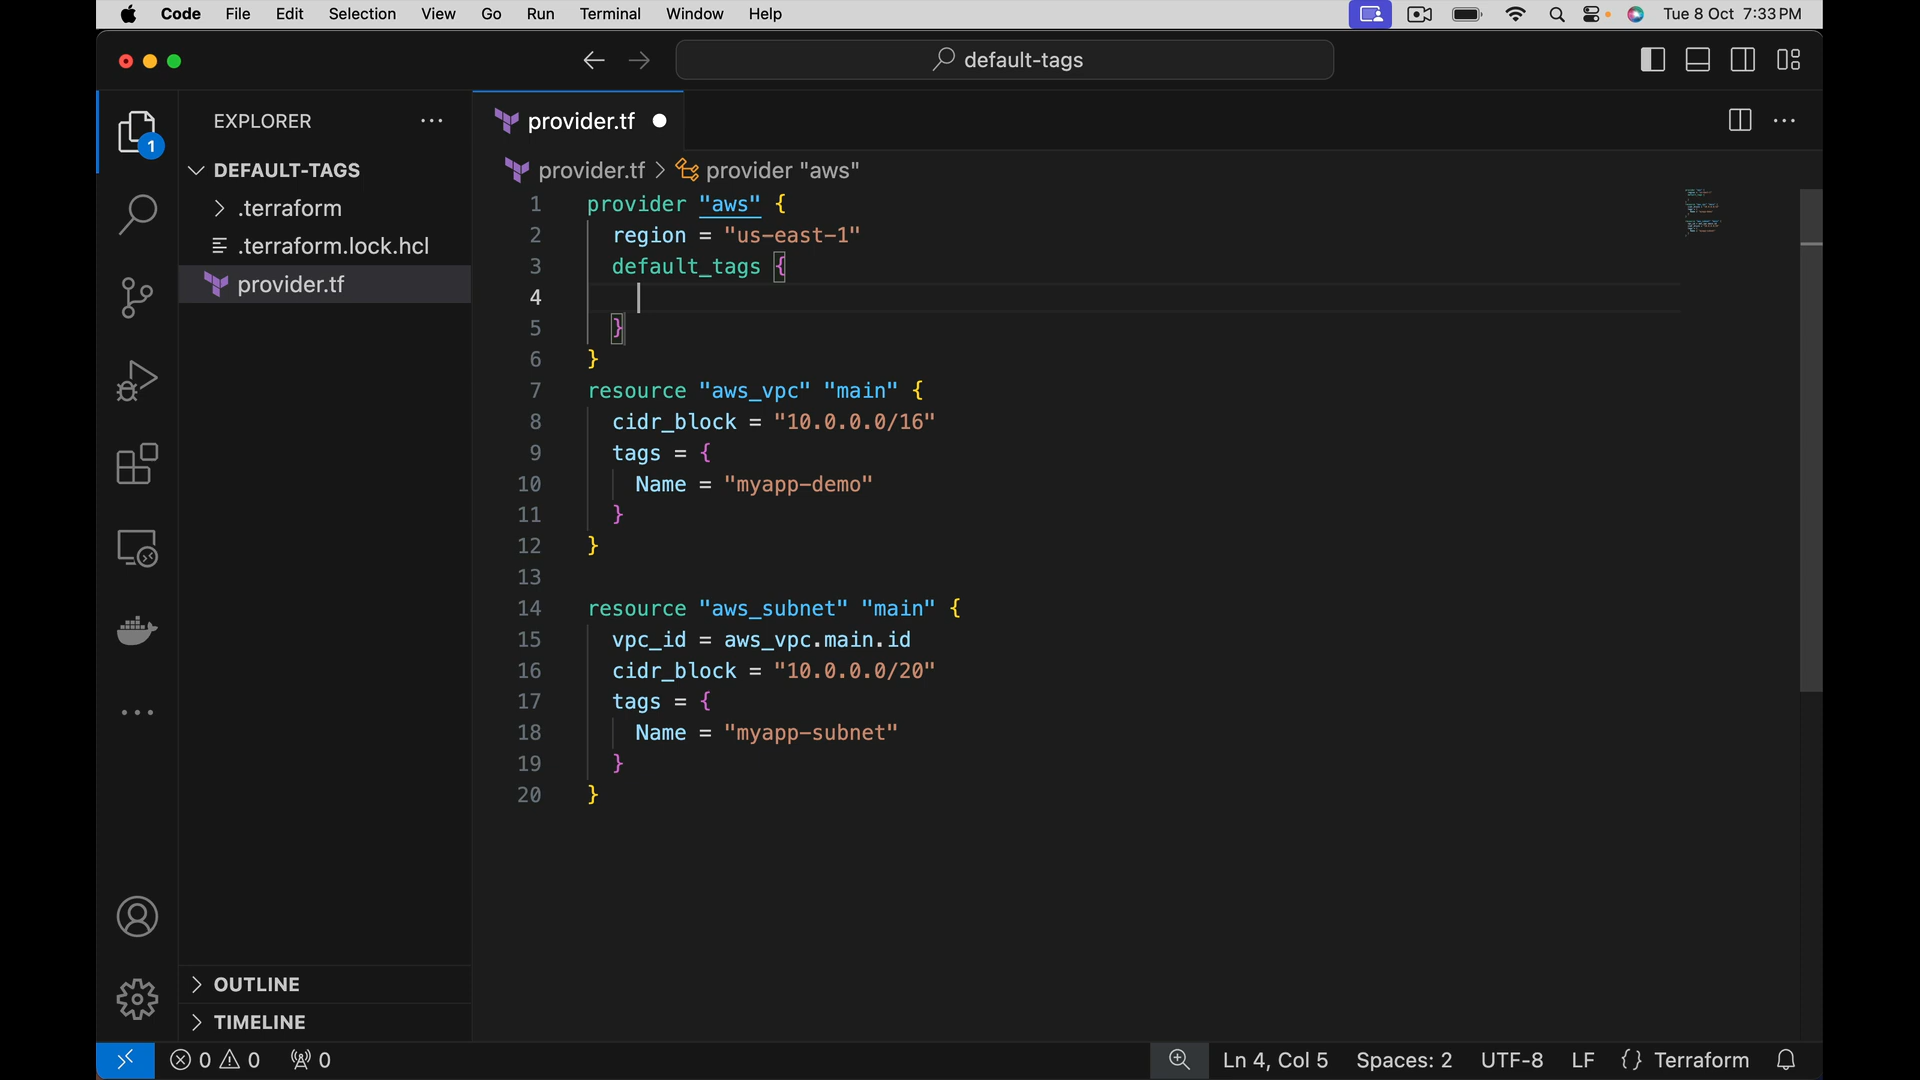 Code File Edit Selection View Go Run Terminal Window Help Tue 8 Oct 7:33 PM
default-tags
EXPLORER
provider.tf
DEFAULT-TAGS
.terraform
.terraform.lock.hcl
provider.tf
1
provider.tf > provider "aws"
1 provider "aws" {
2 region = "us-east-1"
3 default_tags {
4
5 }
6 }
7 resource "aws_vpc" "main" {
8 cidr_block = "10.0.0.0/16"
9 tags = {
10 Name = "myapp-demo"
11 }
12 }
13
14 resource "aws_subnet" "main" {
15 vpc_id = aws_vpc.main.id
16 cidr_block = "10.0.0.0/20"
17 tags = {
18 Name = "myapp-subnet"
19 }
20 }
OUTLINE
TIMELINE
0 0 0 Ln 4, Col 5 Spaces: 2 UTF-8 LF {} Terraform